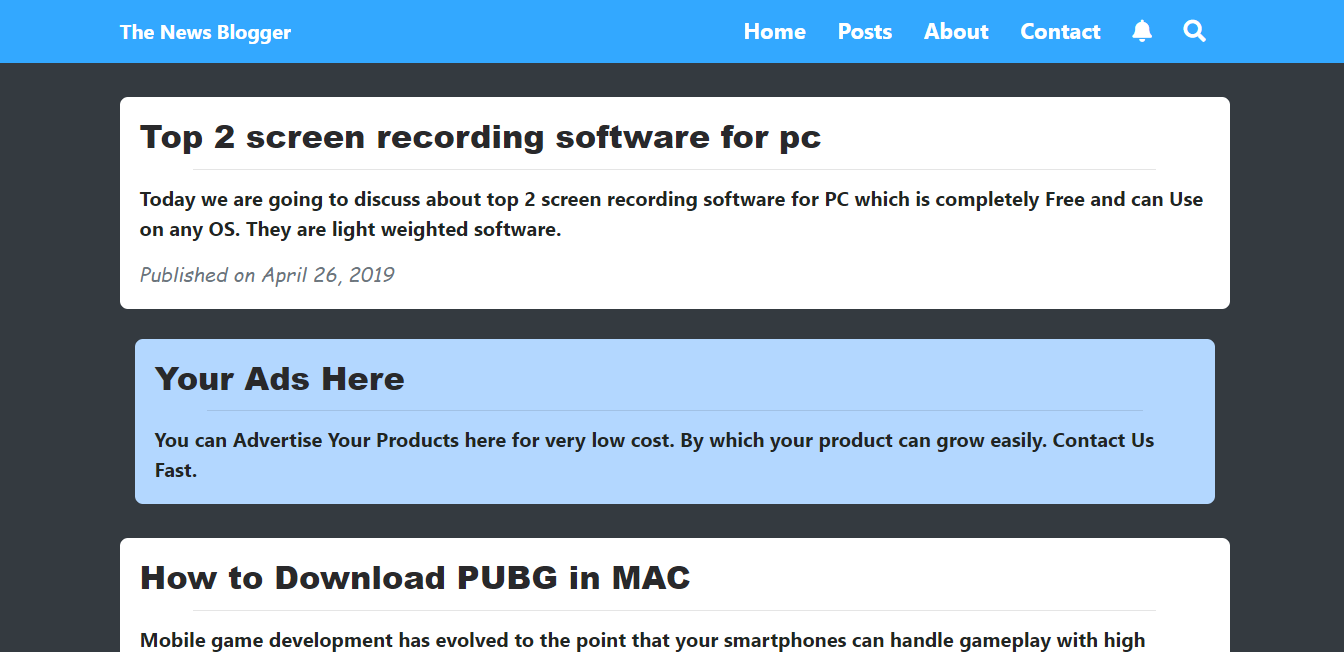 The News Blogger
Home Posts About Contact
Top 2 screen recording software for pc
Today we are going to discuss about top 2 screen recording software for PC which is completely Free and can Use
on any OS. They are light weighted software.
Published on April 26, 2019
Your Ads Here
You can Advertise Your Products here for very low cost. By which your product can grow easily. Contact Us
Fast.
How to Download PUBG in MAC
Mobile game development has evolved to the point that your smartphones can handle gameplay with high